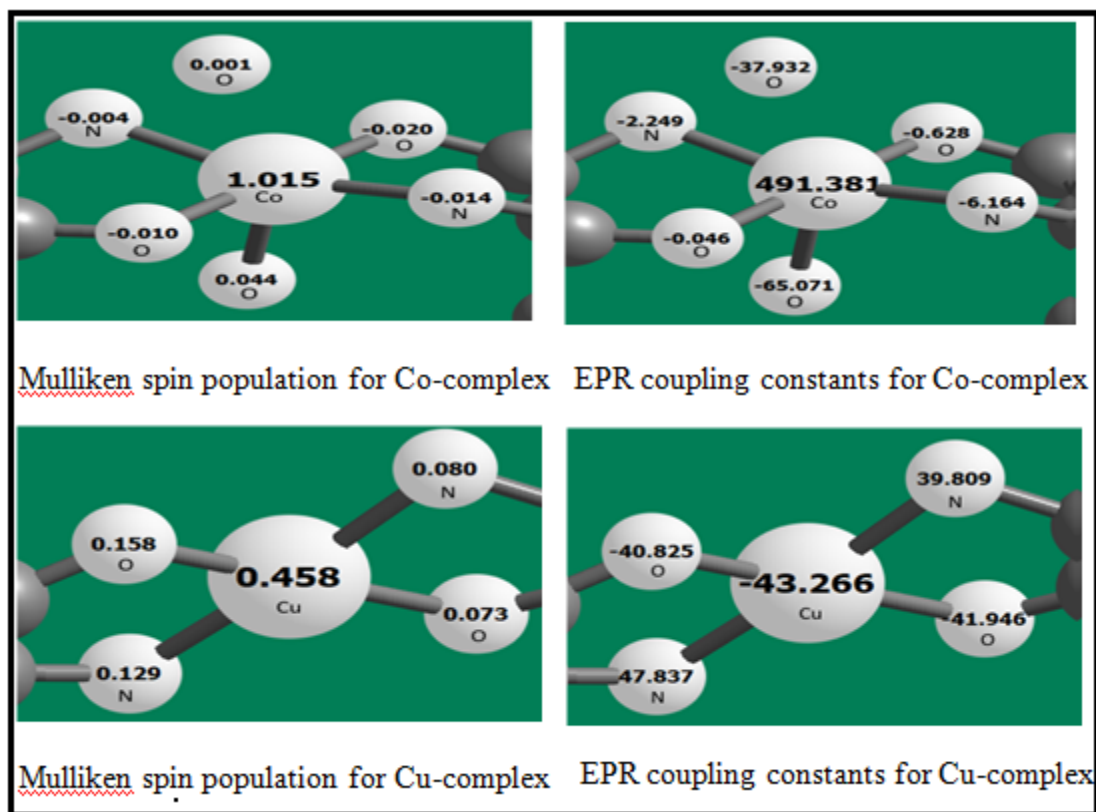 0.001
O
-0.004
N
-0.020
O
1.015
Co
-0.014
N
-0.010
O
0.044
O
-37.932
O
-2.249
N
-0.628
O
491.381
Co
-6.164
N
-0.046
O
-65.071
O
Mulliken spin population for Co-complex
EPR coupling constants for Co-complex
0.080
N
0.158
O
0.458
Cu
0.073
O
0.129
N
39.809
N
-40.825
O
-43.266
Cu
-41.946
O
47.837
N
Mulliken spin population for Cu-complex
EPR coupling constants for Cu-complex